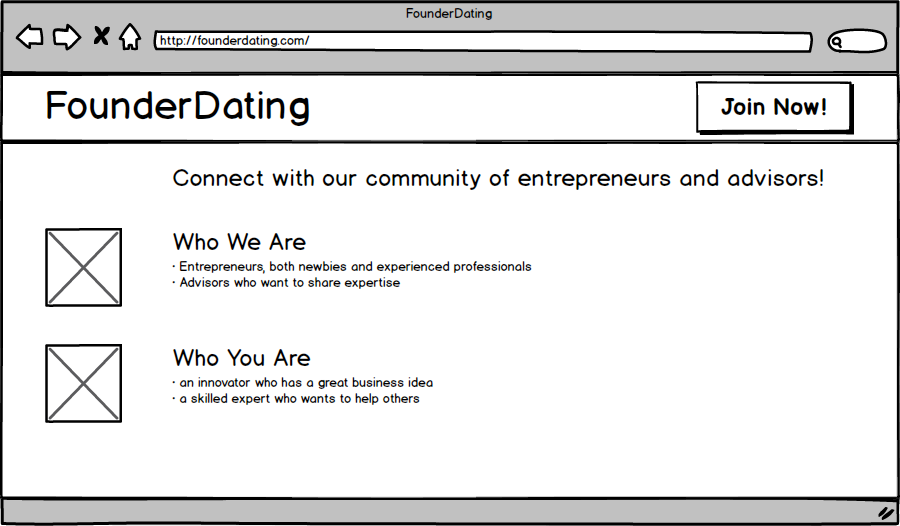 FounderDating
http://founderdating.com/
FounderDating
Join Now!
Connect with our community of entrepreneurs and advisors!
Who We Are
· Entrepreneurs, both newbies and experienced professionals
· Advisors who want to share expertise
Who You Are
· an innovator who has a great business idea
· a skilled expert who wants to help others